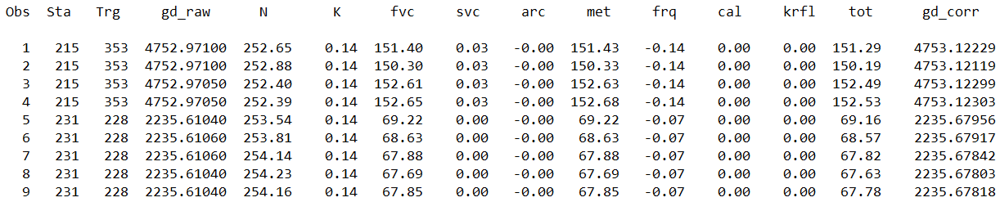 Obs Sta Trg gd_raw N K fvc svc arc met frq cal krfl tot gd_corr
1 215 353 4752.97100 252.65 0.14 151.40 0.03 -0.00 151.43 -0.14 0.00 0.00 151.29 4753.12229
2 215 353 4752.97100 252.88 0.14 150.30 0.03 -0.00 150.33 -0.14 0.00 0.00 150.19 4753.12119
3 215 353 4752.97050 252.40 0.14 152.61 0.03 -0.00 152.63 -0.14 0.00 0.00 152.49 4753.12299
4 215 353 4752.97050 252.39 0.14 152.65 0.03 -0.00 152.68 -0.14 0.00 0.00 152.53 4753.12303
5 231 228 2235.61040 253.54 0.14 69.22 0.00 -0.00 69.22 -0.07 0.00 0.00 69.16 2235.67956
6 231 228 2235.61060 253.81 0.14 68.63 0.00 -0.00 68.63 -0.07 0.00 0.00 68.57 2235.67917
7 231 228 2235.61060 254.14 0.14 67.88 0.00 -0.00 67.88 -0.07 0.00 0.00 67.82 2235.67842
8 231 228 2235.61040 254.23 0.14 67.69 0.00 -0.00 67.69 -0.07 0.00 0.00 67.63 2235.67803
9 231 228 2235.61040 254.16 0.14 67.85 0.00 -0.00 67.85 -0.07 0.00 0.00 67.78 2235.67818